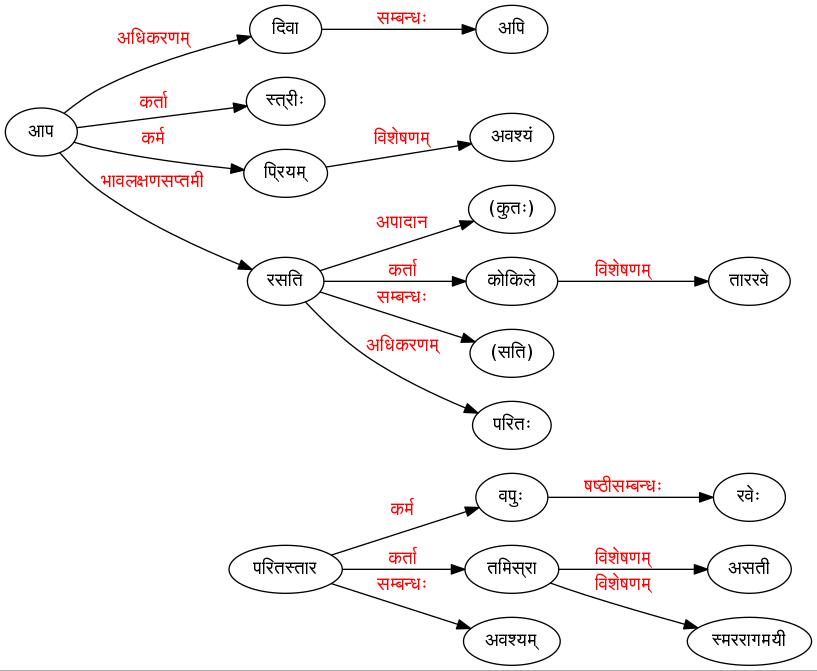 दिवा
सम्बन्धः
अपि
अधिकरणम्
स्त्रीः
कर्ता
आप
कर्म
प्रियम्
विशेषणम्
अवश्यं
भावलक्षणसप्तमी
(कुतः)
अपादान
रसति
कर्ता
कोकिले
विशेषणम्
ताररवे
सम्बन्धः
(सति)
अधिकरणम्
परितः
वपुः
षष्ठीसम्बन्धः
रवेः
कर्म
परितस्तार
कर्ता
तमिस्रा
विशेषणम्
असती
सम्बन्धः
विशेषणम्
अवश्यम्
स्मररागमयी